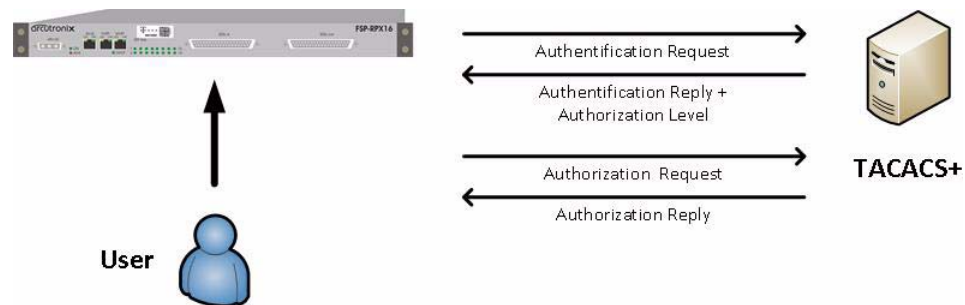 arcutronix
FSP-RPX16
Authentification Request
Authentification Reply +
Authorization Level
Authorization Request
Authorization Reply
TACACS+
User